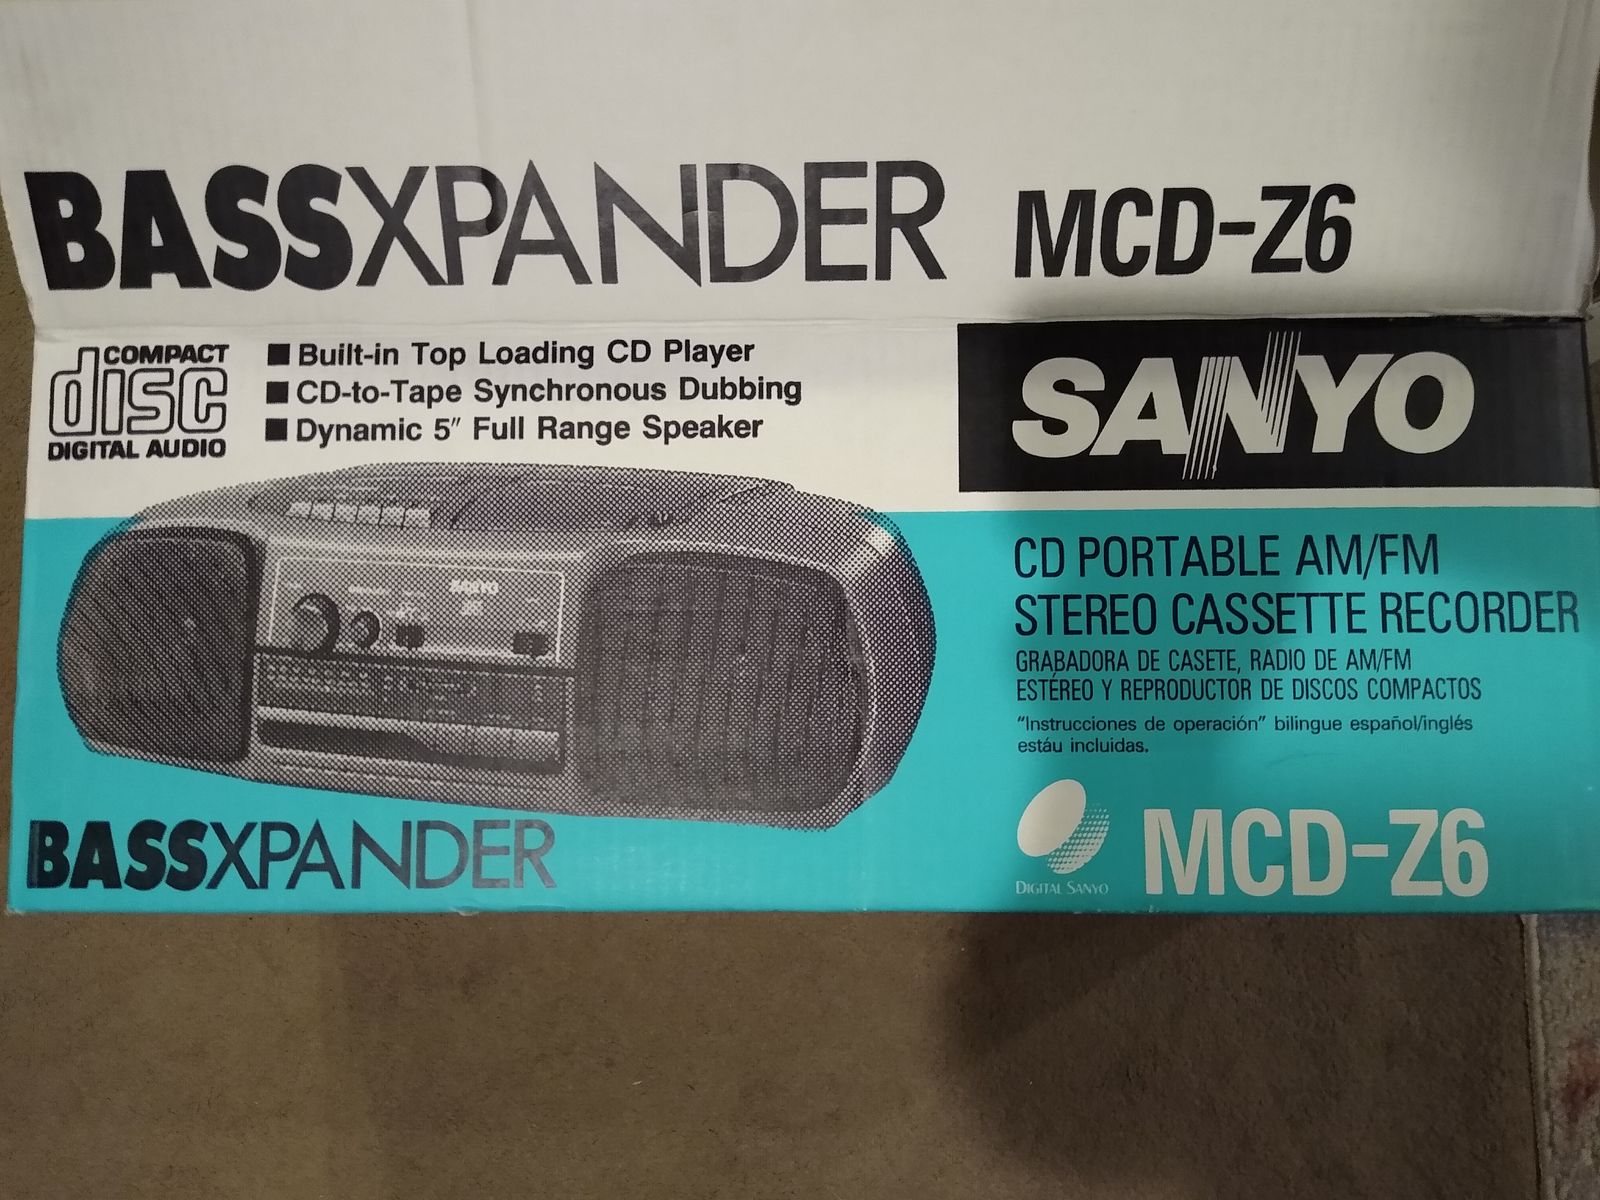 BASSXPANDER MCD-Z6
COMPACT
disc
DIGITAL AUDIO
■ Built-in Top Loading CD Player
■ CD-to-Tape Synchronous Dubbing
■ Dynamic 5" Full Range Speaker
SANYO
SANYO
CD PORTABLE AM/FM
STEREO CASSETTE RECORDER
GRABADORA DE CASETE, RADIO DE AM/FM
ESTÉREO Y REPRODUCTOR DE DISCOS COMPACTOS
"Instrucciones de operación" bilingue español/inglés
estáu incluidas.
BASSXPANDER
DIGITAL SANYO
MCD-Z6